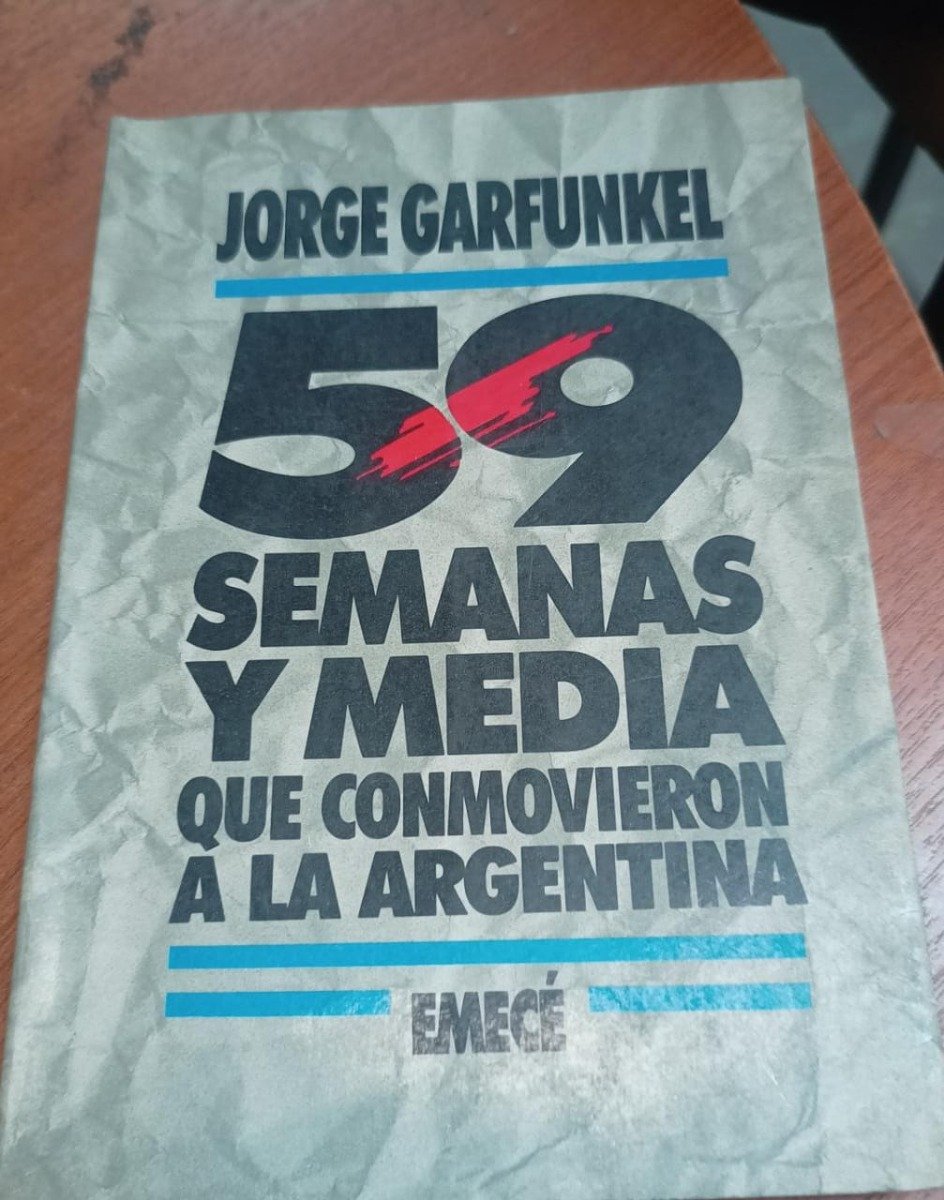 JORGE GARFUNKEL
59
SEMANAS
Y MEDIA
QUE CONMOVIERON
A LA ARGENTINA
EMECÉ